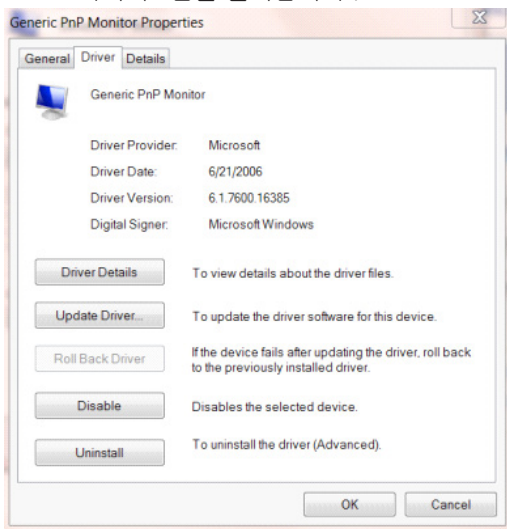 Generic PnP Monitor Properties
General Driver Details
Generic PnP Monitor
Driver Provider: Microsoft
Driver Date: 6/21/2006
Driver Version: 6.1.7600.16385
Digital Signer: Microsoft Windows
Driver Details To view details about the driver files.
Update Driver... To update the driver software for this device.
Roll Back Driver If the device fails after updating the driver, roll back
to the previously installed driver.
Disable Disables the selected device.
Uninstall To uninstall the driver (Advanced).
OK Cancel